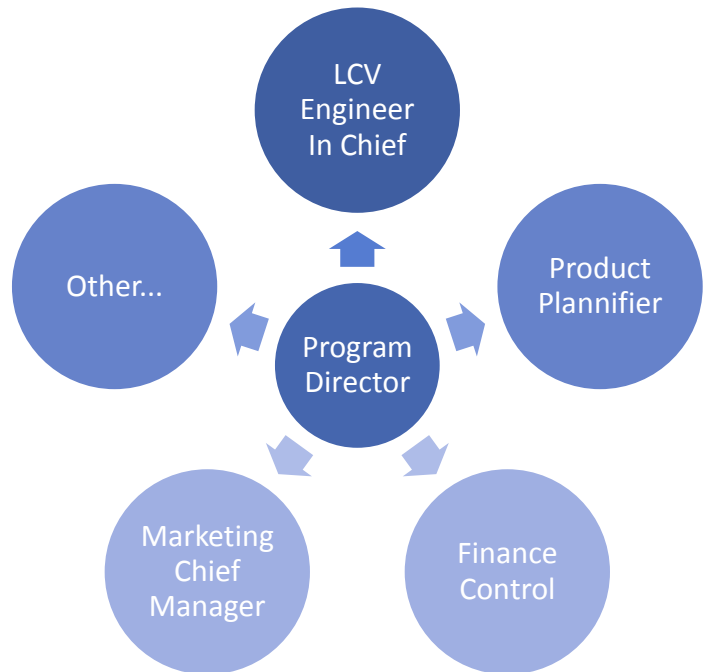 LCV
Engineer
In Chief
Other...
Product
Plannifier
Program
Director
Marketing
Chief
Manager
Finance
Control